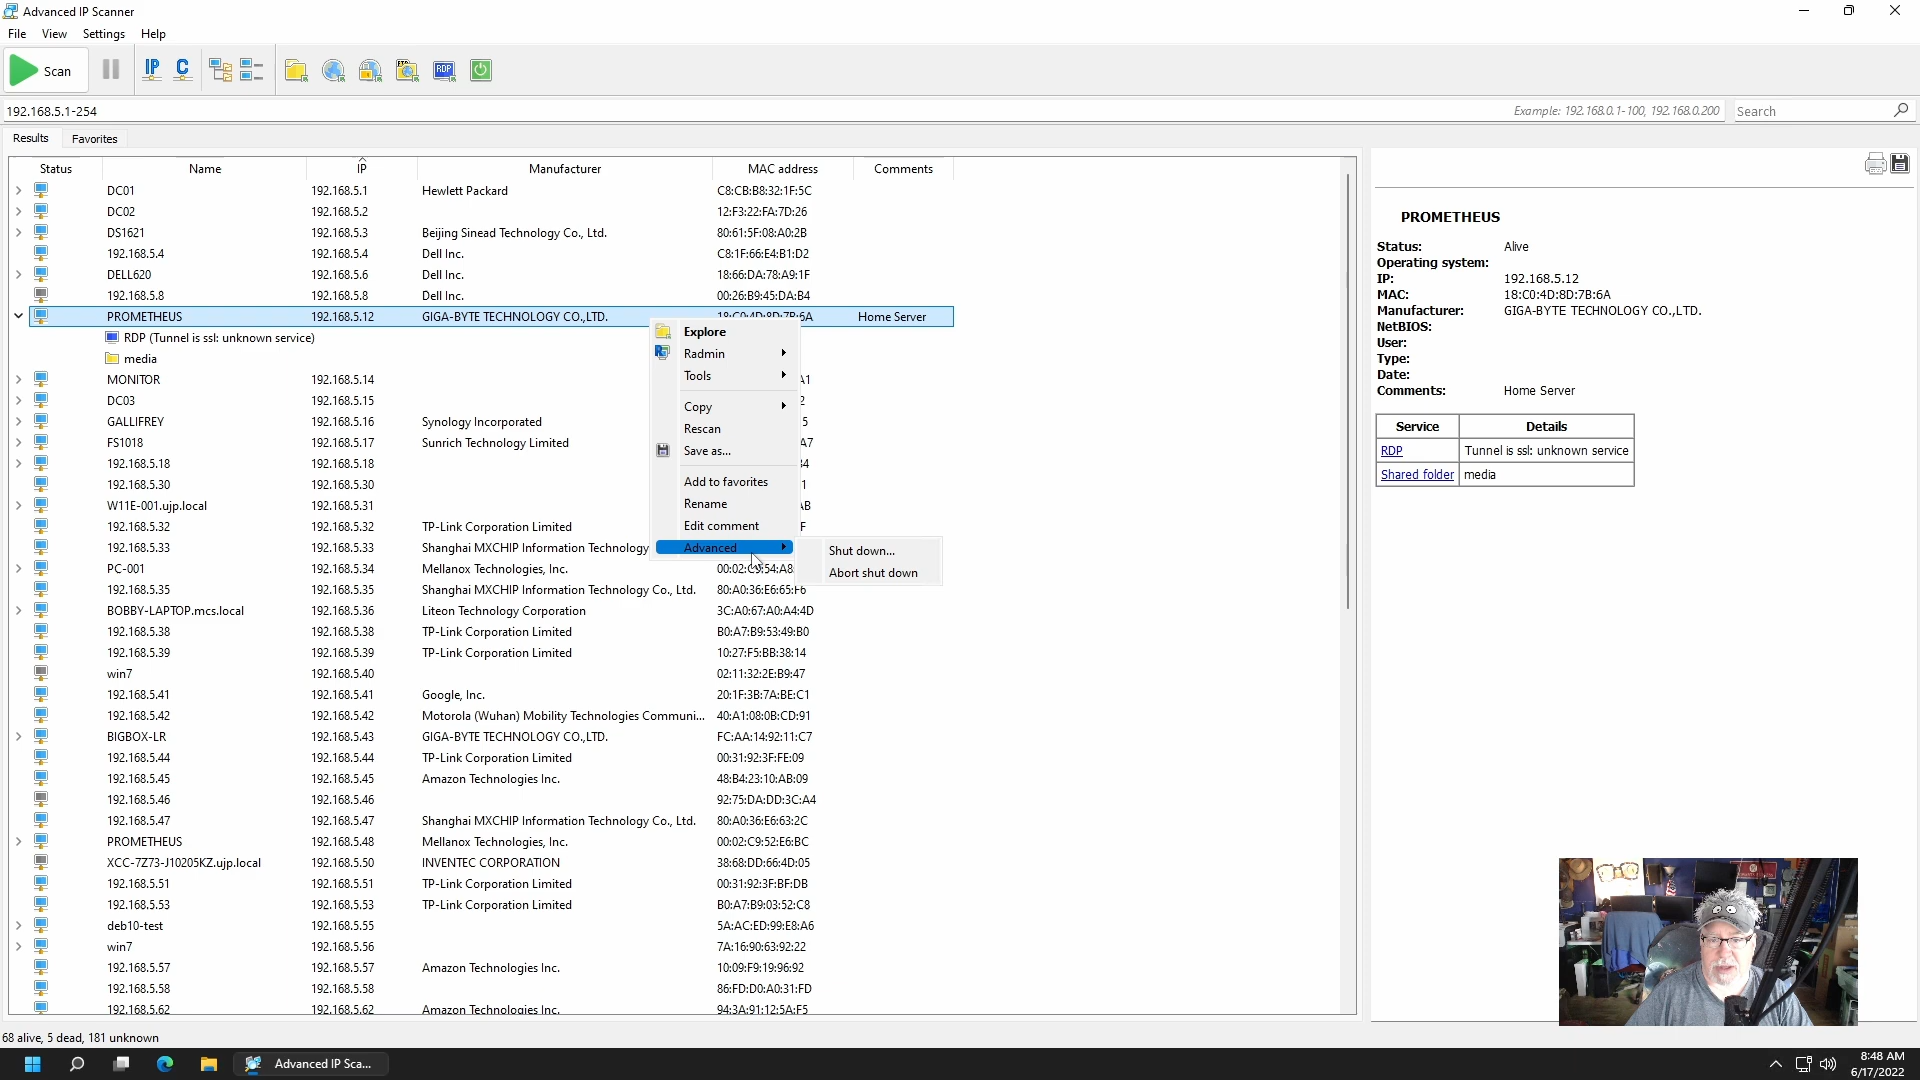 Advanced IP Scanner
File View Settings Help
Scan IP C FTP RDP
192.168.5.1-254 Example: 192.168.0.1-100, 192.168.0.200 Search
Results Favorites
Status Name IP Manufacturer MAC address Comments
DC01 192.168.5.1 Hewlett Packard C8:CB:B8:32:1F:5C
DC02 192.168.5.2 12:F3:22:FA:7D:26
DS1621 192.168.5.3 Beijing Sinead Technology Co., Ltd. 80:61:5F:08:A0:2B
192.168.5.4 192.168.5.4 Dell Inc. C8:1F:66:E4:B1:D2
DELL620 192.168.5.6 Dell Inc. 18:66:DA:78:A9:1F
192.168.5.8 192.168.5.8 Dell Inc. 00:26:B9:45:DA:B4
PROMETHEUS 192.168.5.12 GIGA-BYTE TECHNOLOGY CO.,LTD. 18:C0:4D:8D:7B:6A Home Server
RDP (Tunnel is ssl: unknown service)
media
MONITOR 192.168.5.14 A1
DC03 192.168.5.15 2
GALLIFREY 192.168.5.16 Synology Incorporated 5
FS1018 192.168.5.17 Sunrich Technology Limited A7
192.168.5.18 192.168.5.18 34
192.168.5.30 192.168.5.30 1
W11E-001.ujp.local 192.168.5.31 AB
192.168.5.32 192.168.5.32 TP-Link Corporation Limited F
192.168.5.33 192.168.5.33 Shanghai MXCHIP Information Technology
PC-001 192.168.5.34 Mellanox Technologies, Inc. 00:02:C9:54:A8
192.168.5.35 192.168.5.35 Shanghai MXCHIP Information Technology Co., Ltd. 80:A0:36:E6:65:F6
BOBBY-LAPTOP.mcs.local 192.168.5.36 Liteon Technology Corporation 3C:A0:67:A0:A4:4D
192.168.5.38 192.168.5.38 TP-Link Corporation Limited B0:A7:B9:53:49:B0
192.168.5.39 192.168.5.39 TP-Link Corporation Limited 10:27:F5:BB:38:14
win7 192.168.5.40 02:11:32:2E:B9:47
192.168.5.41 192.168.5.41 Google, Inc. 20:1F:3B:7A:BE:C1
192.168.5.42 192.168.5.42 Motorola (Wuhan) Mobility Technologies Communi... 40:A1:08:0B:CD:91
BIGBOX-LR 192.168.5.43 GIGA-BYTE TECHNOLOGY CO.,LTD. FC:AA:14:92:11:C7
192.168.5.44 192.168.5.44 TP-Link Corporation Limited 00:31:92:3F:FE:09
192.168.5.45 192.168.5.45 Amazon Technologies Inc. 48:B4:23:10:AB:09
192.168.5.46 192.168.5.46 92:75:DA:DD:3C:A4
192.168.5.47 192.168.5.47 Shanghai MXCHIP Information Technology Co., Ltd. 80:A0:36:E6:63:2C
PROMETHEUS 192.168.5.48 Mellanox Technologies, Inc. 00:02:C9:52:E6:BC
XCC-7Z73-J10205KZ.ujp.local 192.168.5.50 INVENTEC CORPORATION 38:68:DD:66:4D:05
192.168.5.51 192.168.5.51 TP-Link Corporation Limited 00:31:92:3F:BF:DB
192.168.5.53 192.168.5.53 TP-Link Corporation Limited B0:A7:B9:03:52:C8
deb10-test 192.168.5.55 5A:AC:ED:99:E8:A6
win7 192.168.5.56 7A:16:90:63:92:22
192.168.5.57 192.168.5.57 Amazon Technologies Inc. 10:09:F9:19:96:92
192.168.5.58 192.168.5.58 86:FD:D0:A0:31:FD
192.168.5.62 192.168.5.62 Amazon Technologies Inc. 94:3A:91:12:5A:F5
Explore
Radmin
Tools
Copy
Rescan
Save as...
Add to favorites
Rename
Edit comment
Advanced
Shut down...
Abort shut down
PROMETHEUS
Status: Alive
Operating system:
IP: 192.168.5.12
MAC: 18:C0:4D:8D:7B:6A
Manufacturer: GIGA-BYTE TECHNOLOGY CO.,LTD.
NetBIOS:
User:
Type:
Date:
Comments: Home Server
Service Details
RDP Tunnel is ssl: unknown service
Shared folder media
68 alive, 5 dead, 181 unknown
Advanced IP Sca...
8:48 AM
6/17/2022